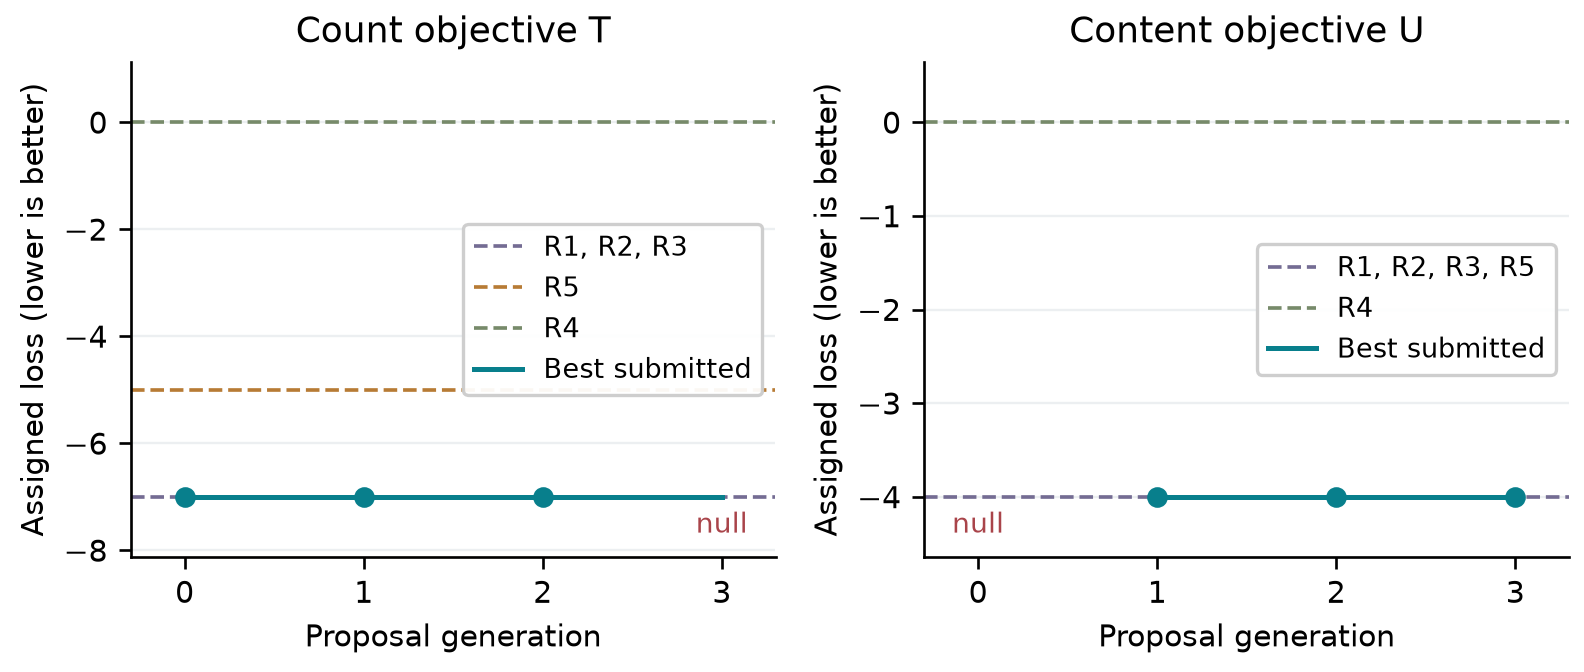 Count objective T
Assigned loss (lower is better)
0
−2
−4
−6
−8
R1, R2, R3
R5
R4
Best submitted
null
0
1
2
3
Proposal generation
Content objective U
Assigned loss (lower is better)
0
−1
−2
−3
−4
R1, R2, R3, R5
R4
Best submitted
null
0
1
2
3
Proposal generation